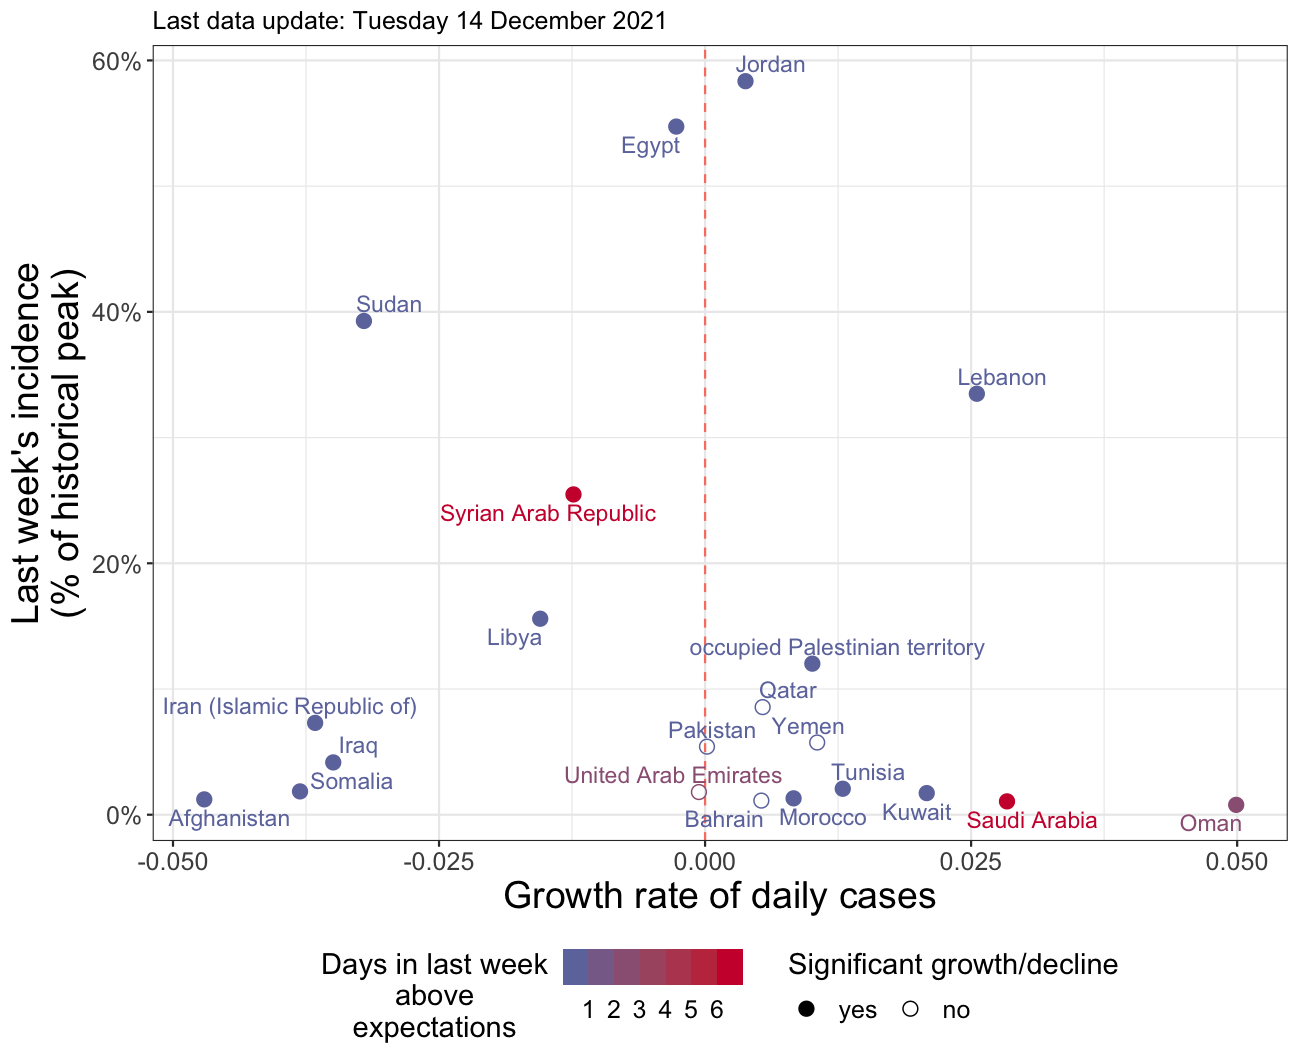 Last data update: Tuesday 14 December 2021
60%
40%
20%
0%
Last week's incidence
(% of historical peak)
Jordan
Egypt
Sudan
Lebanon
Syrian Arab Republic
Libya
occupied Palestinian territory
Qatar
Iran (Islamic Republic of)
Yemen
Pakistan
Iraq
Tunisia
United Arab Emirates
Somalia
Kuwait
Afghanistan
Bahrain
Morocco
Saudi Arabia
Oman
-0.050
-0.025
0.000
0.025
0.050
Growth rate of daily cases
Days in last week
above
expectations
1 2 3 4 5 6
Significant growth/decline
yes
no